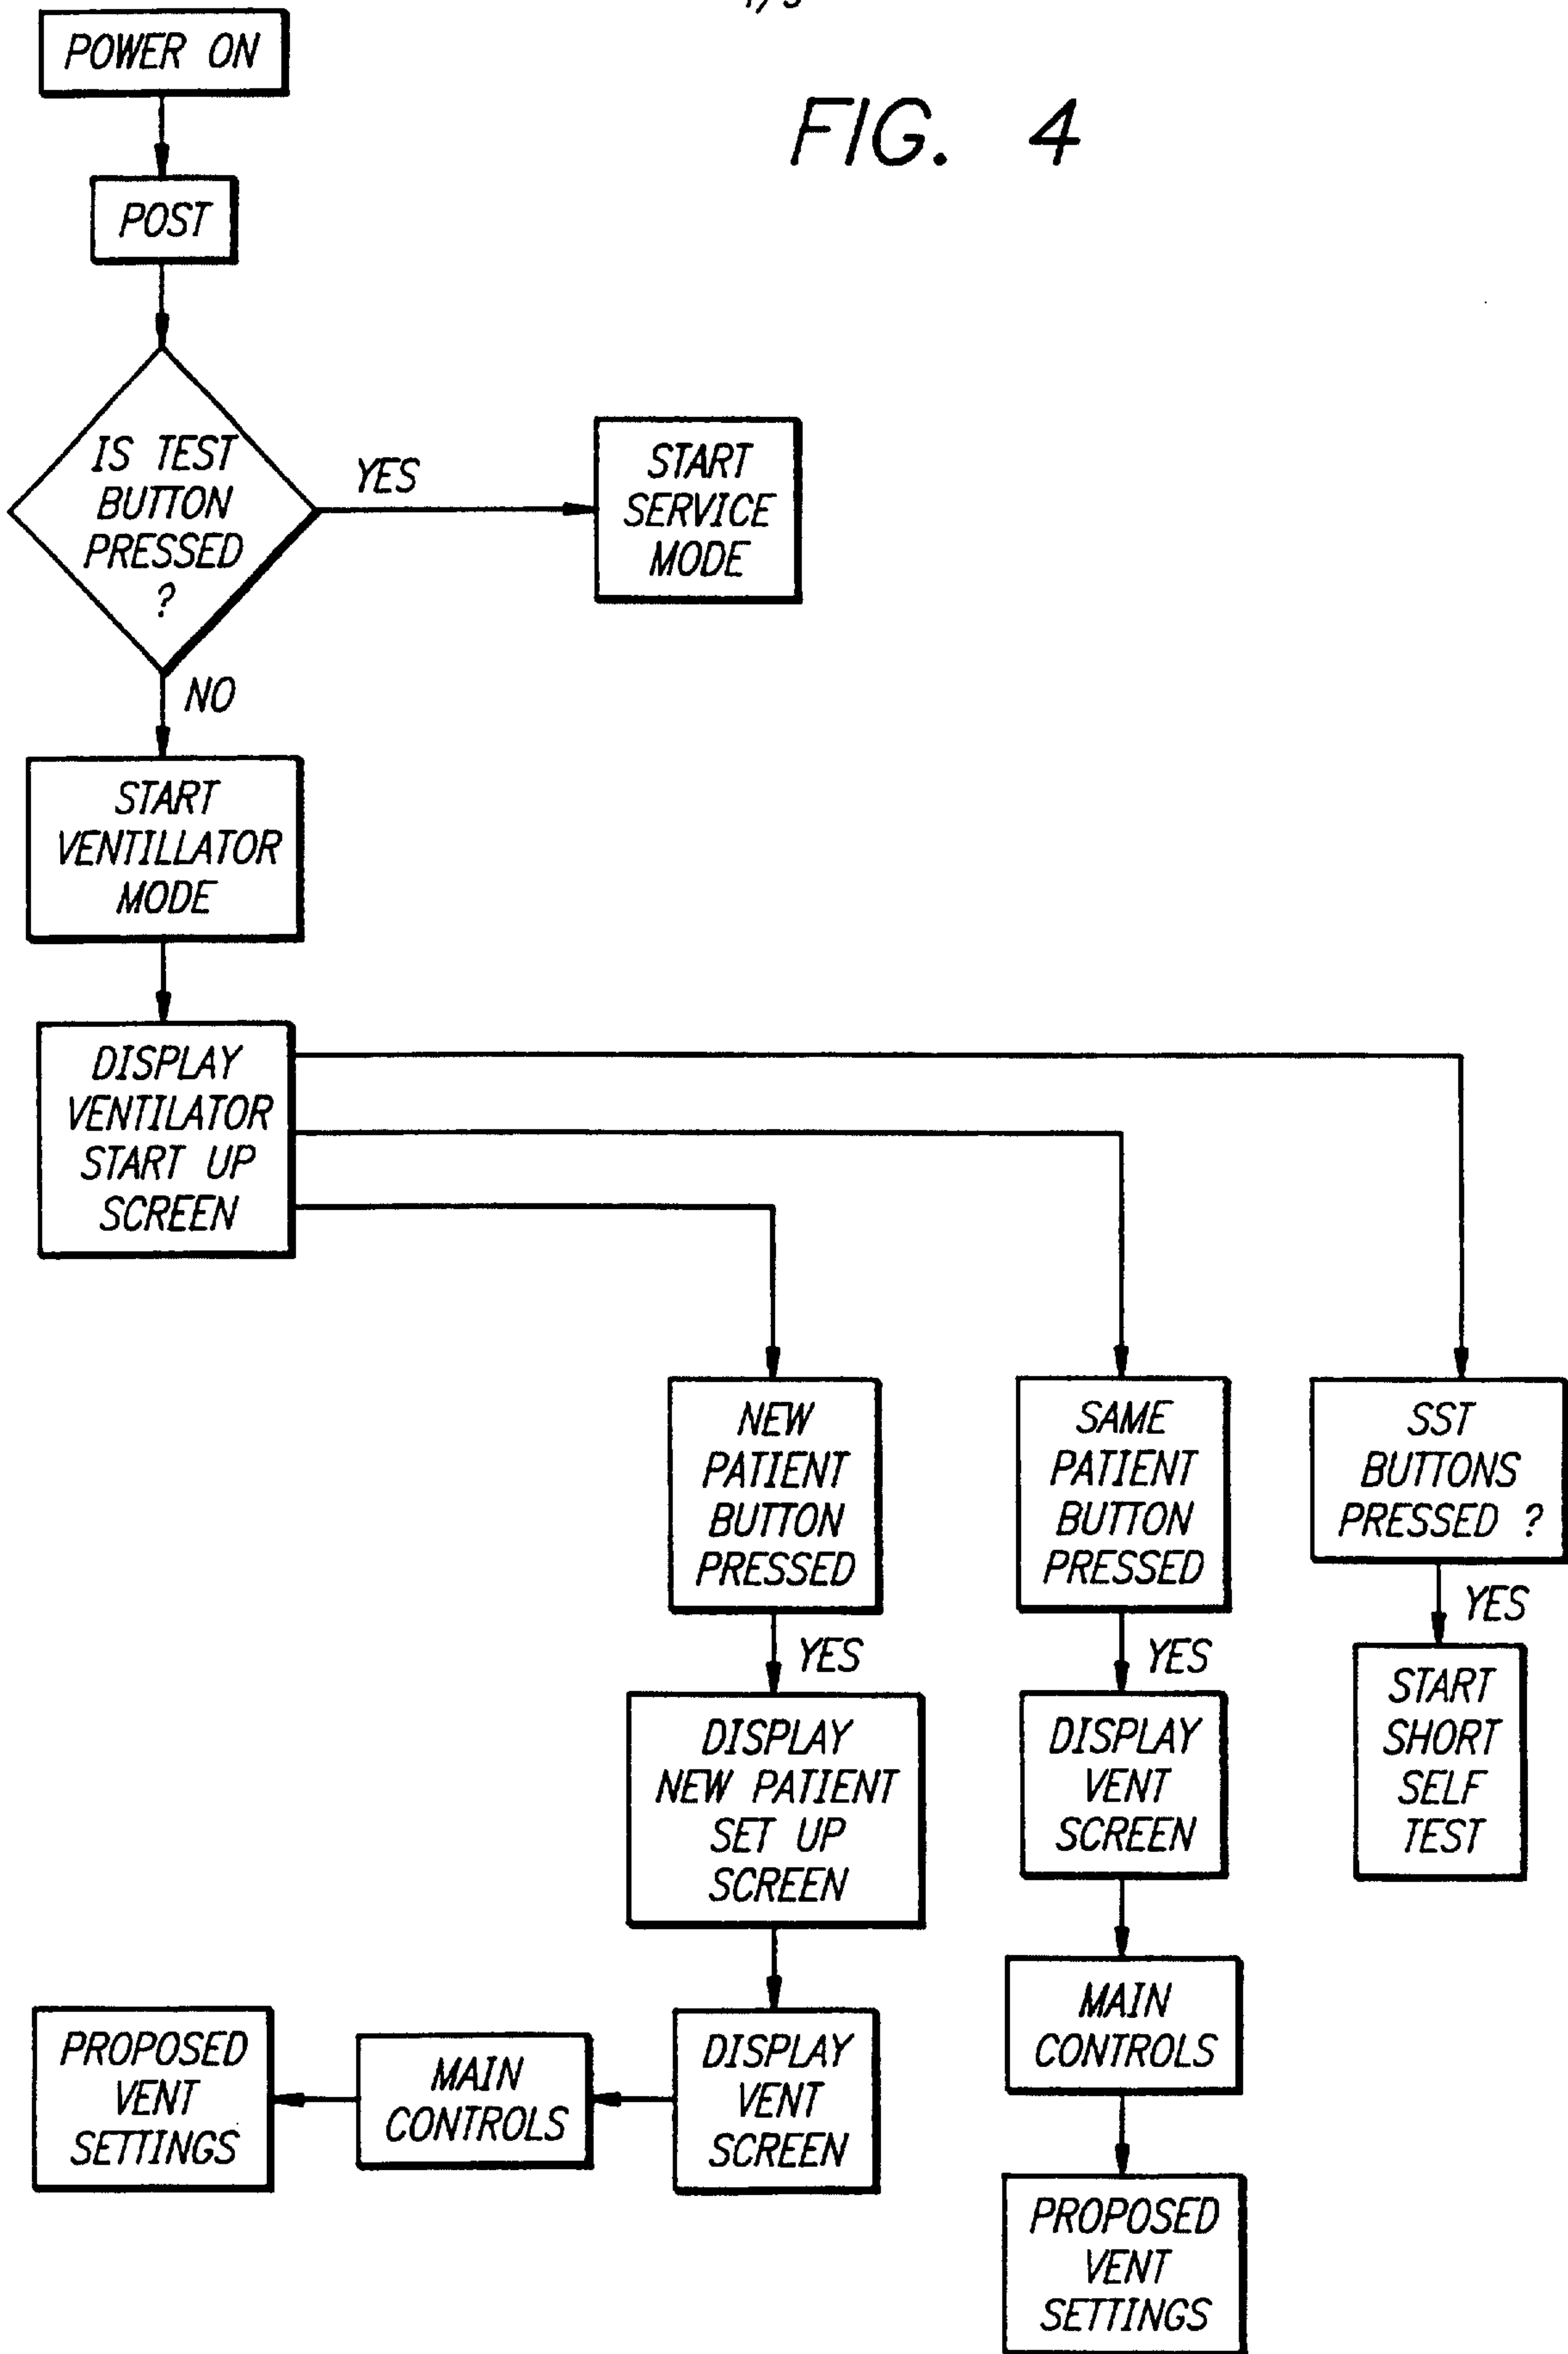 FIG. 4
POWER ON
POST
IS TEST
BUTTON
PRESSED
?
YES
START
SERVICE
MODE
NO
START
VENTILLATOR
MODE
DISPLAY
VENTILATOR
START UP
SCREEN
NEW
PATIENT
BUTTON
PRESSED
YES
DISPLAY
NEW PATIENT
SET UP
SCREEN
DISPLAY
VENT
SCREEN
MAIN
CONTROLS
PROPOSED
VENT
SETTINGS
SAME
PATIENT
BUTTON
PRESSED
YES
DISPLAY
VENT
SCREEN
MAIN
CONTROLS
PROPOSED
VENT
SETTINGS
SST
BUTTONS
PRESSED ?
YES
START
SHORT
SELF
TEST